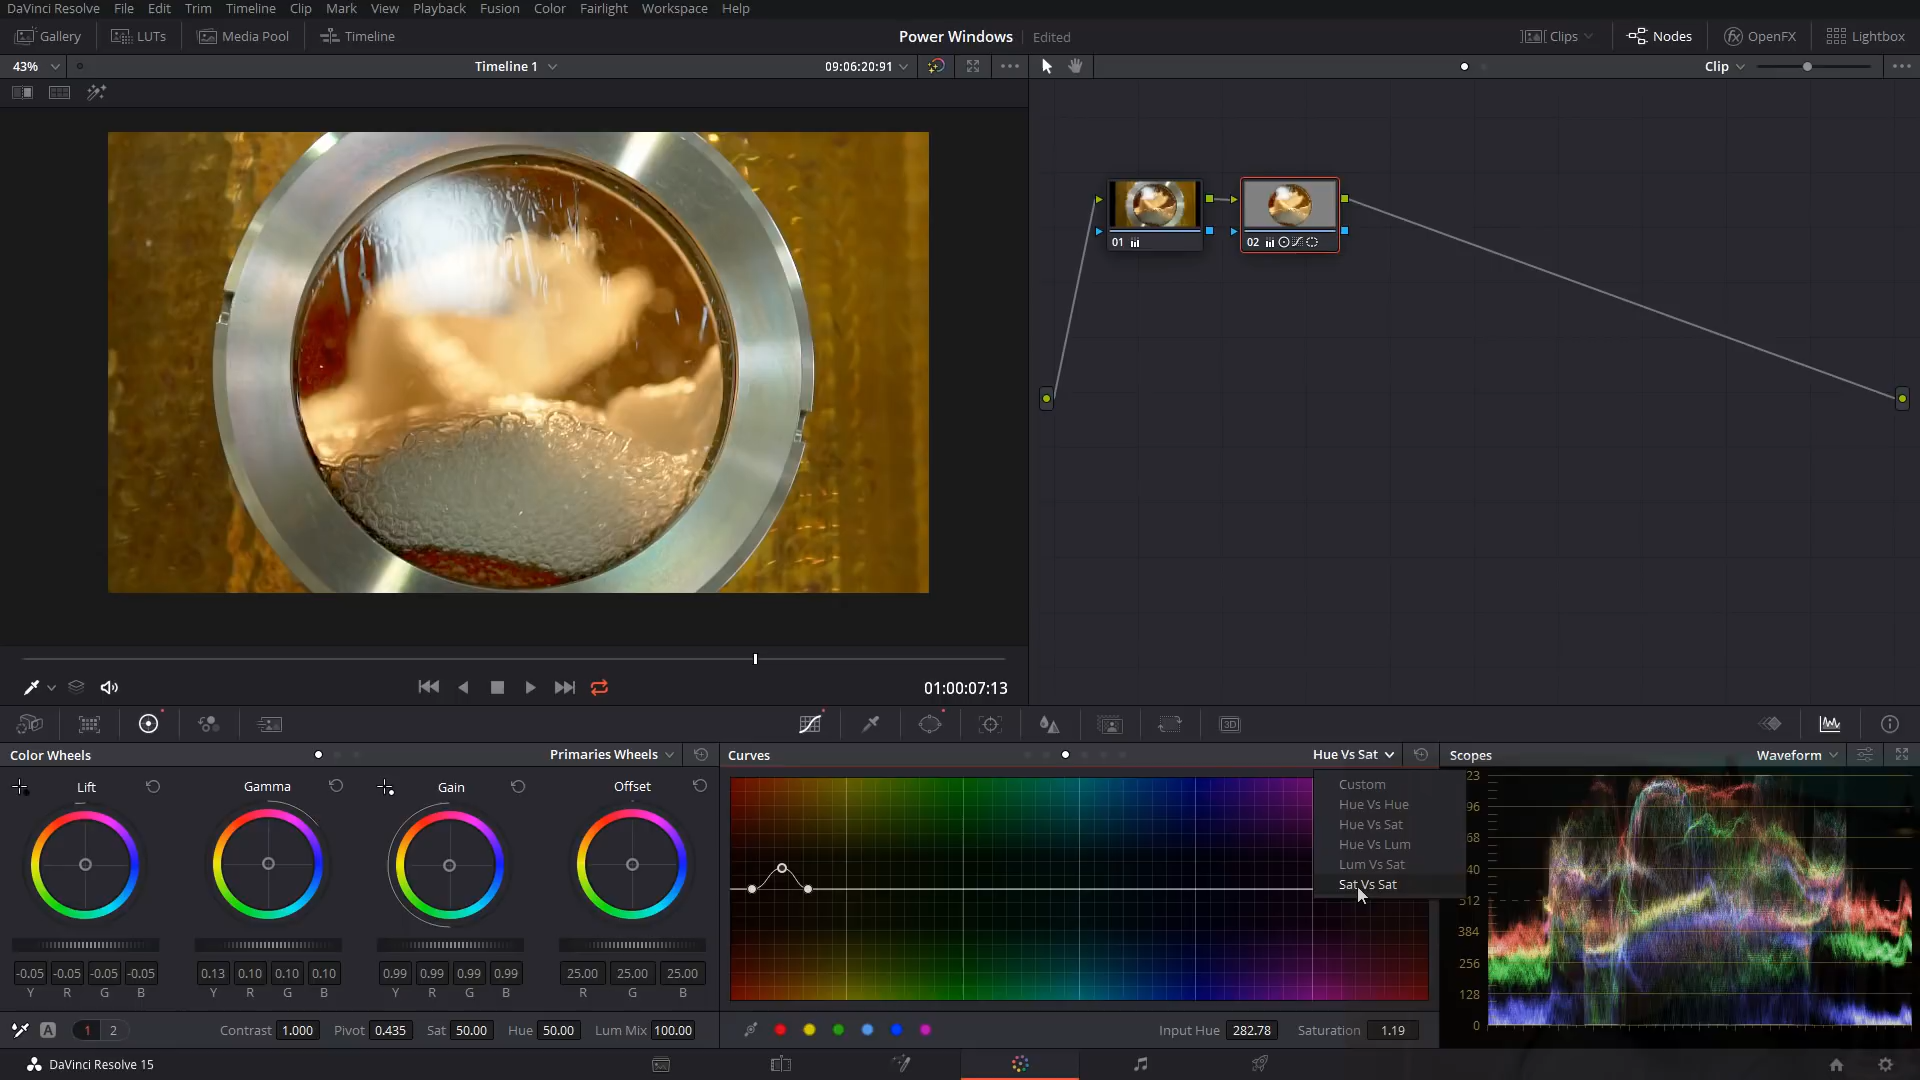 DaVinci Resolve File Edit Trim Timeline Clip Mark View Playback Fusion Color Fairlight Workspace Help
Gallery LUTs Media Pool Timeline Power Windows Edited Clips Nodes OpenFX Lightbox
43% Timeline 1 09:06:20:91 Clip
01 02
01:00:07:13
3D
Color Wheels Primaries Wheels Curves Hue Vs Sat Scopes Waveform
Lift Gamma Gain Offset
Custom
Hue Vs Hue
Hue Vs Sat
Hue Vs Lum
Lum Vs Sat
Sat Vs Sat
23
96
68
40
512
384
256
128
0
-0.05 -0.05 -0.05 -0.05 0.13 0.10 0.10 0.10 0.99 0.99 0.99 0.99 25.00 25.00 25.00
Y R G B Y R G B Y R G B R G B
A 1 2 Contrast 1.000 Pivot 0.435 Sat 50.00 Hue 50.00 Lum Mix 100.00 Input Hue 282.78 Saturation 1.19
DaVinci Resolve 15